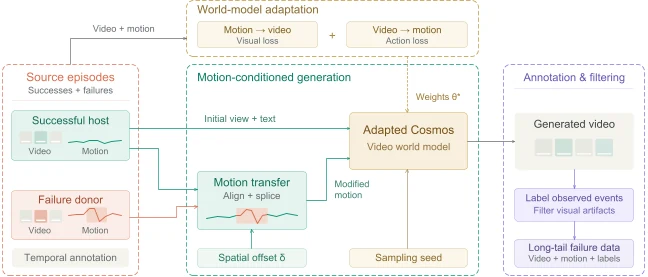 World-model adaptation
Motion → video
Visual loss
+
Video → motion
Action loss
Video + motion
Source episodes
Successes + failures
Successful host
Video
Motion
Failure donor
Video
Motion
Temporal annotation
Motion-conditioned generation
Initial view + text
Weights θ*
Adapted Cosmos
Video world model
Motion transfer
Align + splice
Modified
motion
Spatial offset δ
Sampling seed
Annotation & filtering
Generated video
Label observed events
Filter visual artifacts
Long-tail failure data
Video + motion + labels